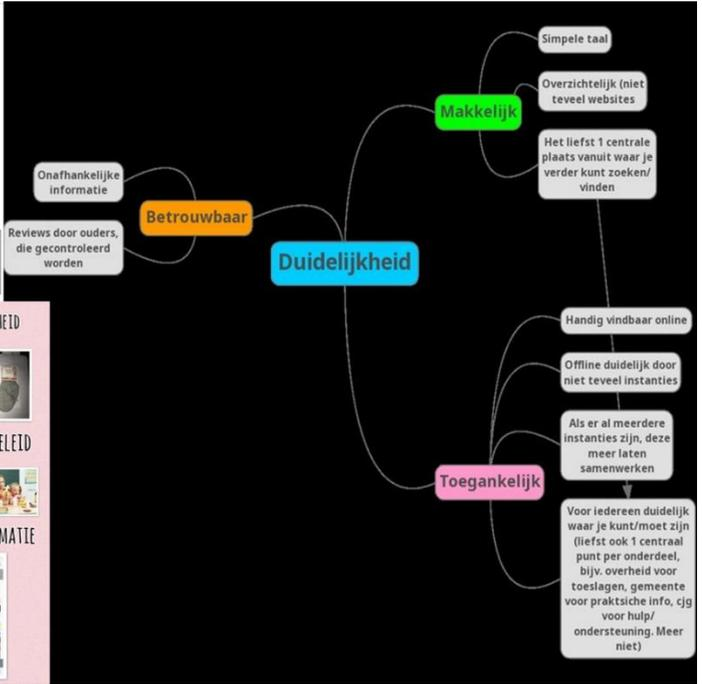 Simpele taal
Overzichtelijk (niet
teveel websites
Makkelijk
Het liefst 1 centrale
plaats vanuit waar je
verder kunt zoeken/
vinden
Onafhankelijke
informatie
Betrouwbaar
Reviews door ouders,
die gecontroleerd
worden
Duidelijkheid
Handig vindbaar online
Offline duidelijk door
niet teveel instanties
Als er al meerdere
instanties zijn, deze
meer laten
samenwerken
Toegankelijk
Voor iedereen duidelijk
waar je kunt/moet zijn
(liefst ook 1 centraal
punt per onderdeel,
bijv. overheid voor
toeslagen, gemeente
voor praktsiche info, cjg
voor hulp/
ondersteuning. Meer
niet)
HEID
ELEID
MATIE